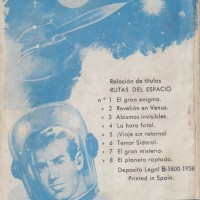 Relación de títulos
RUTAS DEL ESPACIO
nº 1 El gran enigma.
» 2 Revelión en Venus.
» 3 Abismos invisibles.
» 4 La hora fatal.
» 5 ¡Viaje sin retorno!
» 6 Terror Sideral.
» 7 El gran misterio.
» 8 El planeta raptado.
Deposito Legal B-5800-1958
Printed in Spain.